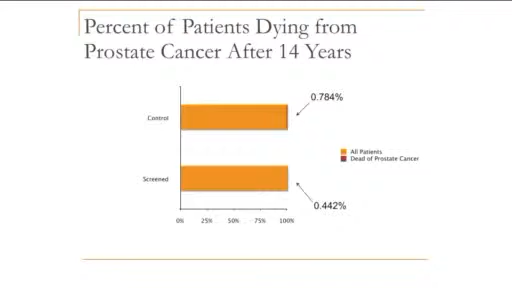 Percent of Patients Dying from
Prostate Cancer After 14 Years
0.784%
Control
All Patients
Dead of Prostate Cancer
Screened
0.442%
0% 25% 50% 75% 100%